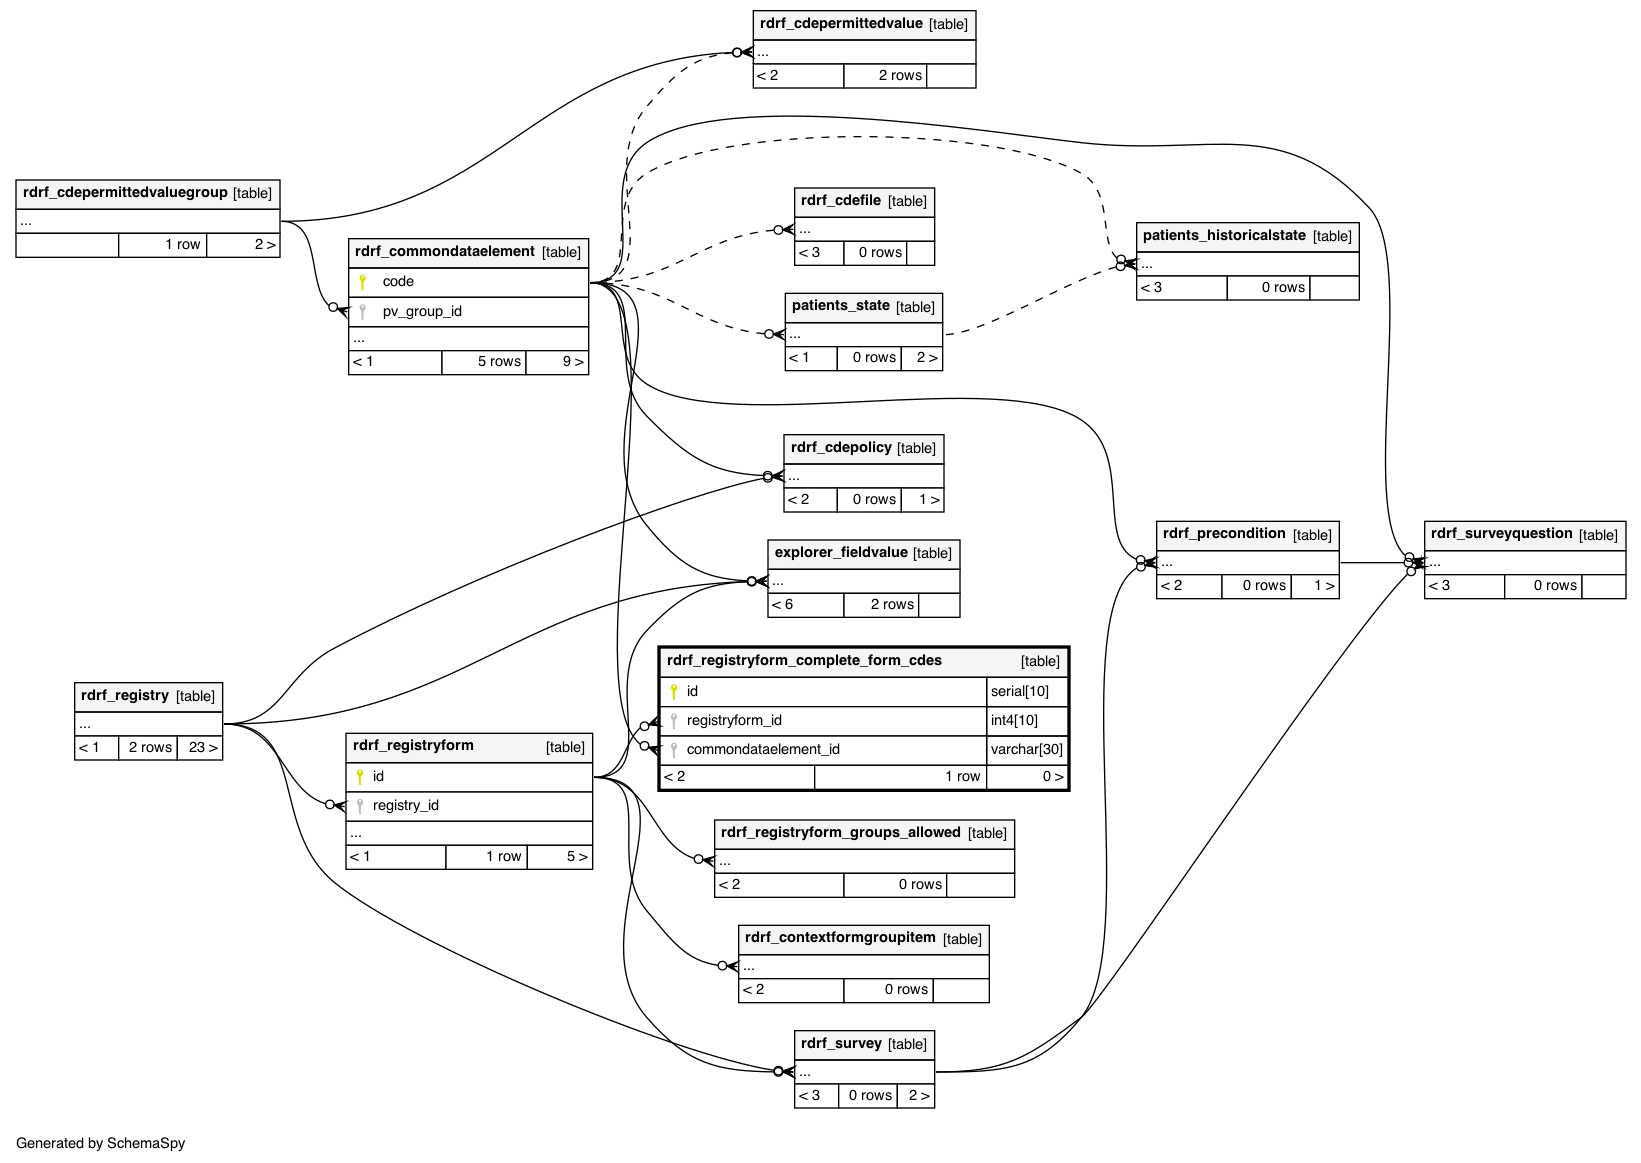 rdrf_cdepermittedvalue [table]
...
< 2 2 rows
rdrf_cdepermittedvaluegroup [table]
...
1 row 2 >
rdrf_commondataelement [table]
code
pv_group_id
...
< 1 5 rows 9 >
rdrf_cdefile [table]
...
< 3 0 rows
patients_historicalstate [table]
...
< 3 0 rows
patients_state [table]
...
< 1 0 rows 2 >
rdrf_cdepolicy [table]
...
< 2 0 rows 1 >
rdrf_precondition [table]
...
< 2 0 rows 1 >
rdrf_surveyquestion [table]
...
< 3 0 rows
explorer_fieldvalue [table]
...
< 6 2 rows
rdrf_registryform_complete_form_cdes [table]
id serial[10]
registryform_id int4[10]
commondataelement_id varchar[30]
< 2 1 row 0 >
rdrf_registry [table]
...
< 1 2 rows 23 >
rdrf_registryform [table]
id
registry_id
...
< 1 1 row 5 >
rdrf_registryform_groups_allowed [table]
...
< 2 0 rows
rdrf_contextformgroupitem [table]
...
< 2 0 rows
rdrf_survey [table]
...
< 3 0 rows 2 >
Generated by SchemaSpy